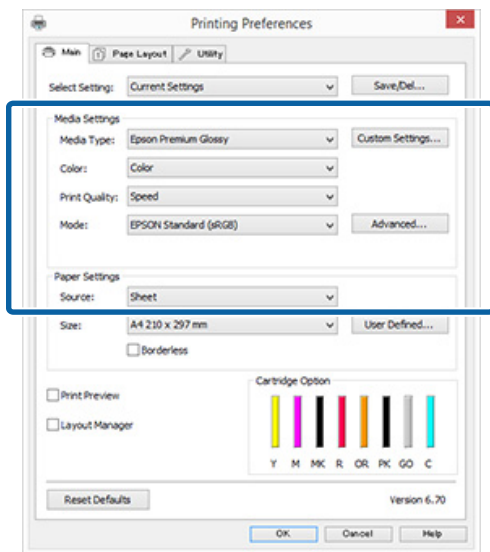 Printing Preferences
Main Page Layout Utility
Select Setting: Current Settings Save/Del...
Media Settings
Media Type: Epson Premium Glossy Custom Settings...
Color: Color
Print Quality: Speed
Mode: EPSON Standard (sRGB) Advanced...
Paper Settings
Source: Sheet
Size: A4 210 x 297 mm User Defined...
Borderless
Cartridge Option
Print Preview
Layout Manager
Y M MK R OR PK GO C
Reset Defaults Version 6.70
OK Cancel Help